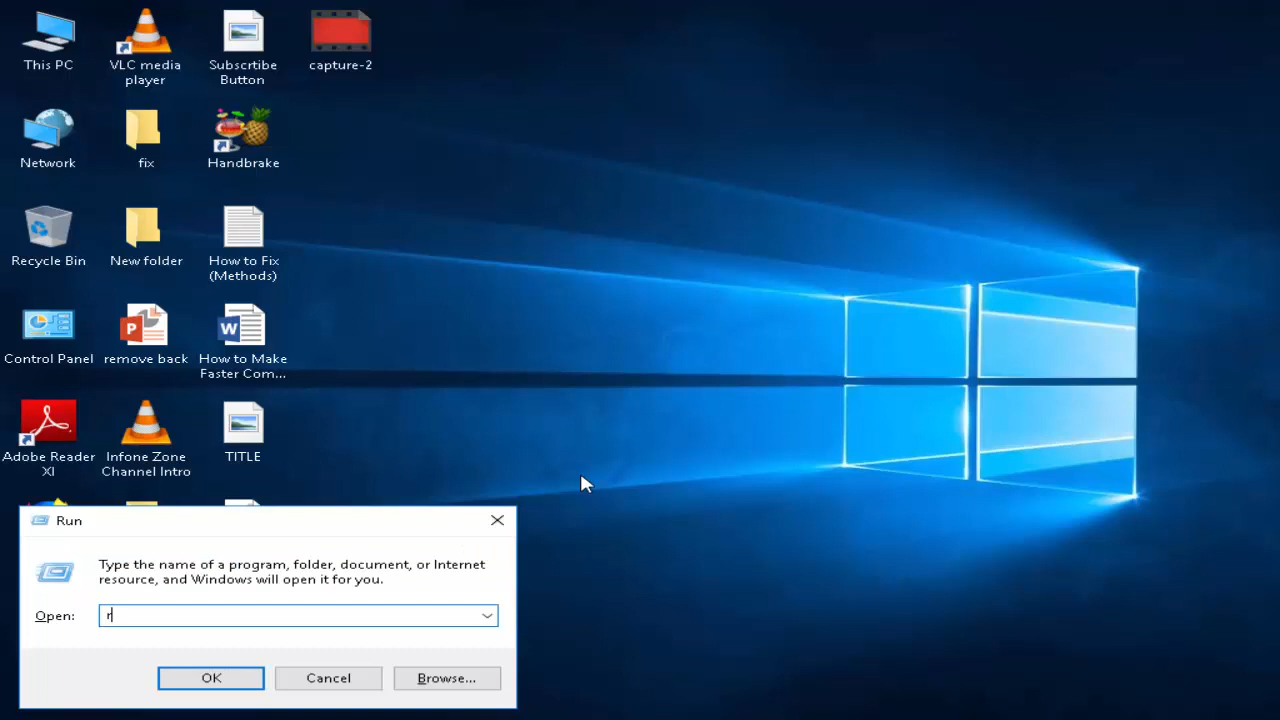 This PC
VLC media
player
Subscrtibe
Button
capture-2
Network
fix
Handbrake
Recycle Bin
New folder
How to Fix
(Methods)
Control Panel
remove back
How to Make
Faster Com...
Adobe Reader
XI
Infone Zone
Channel Intro
TITLE
Run
Type the name of a program, folder, document, or Internet
resource, and Windows will open it for you.
Open:
r
OK
Cancel
Browse...